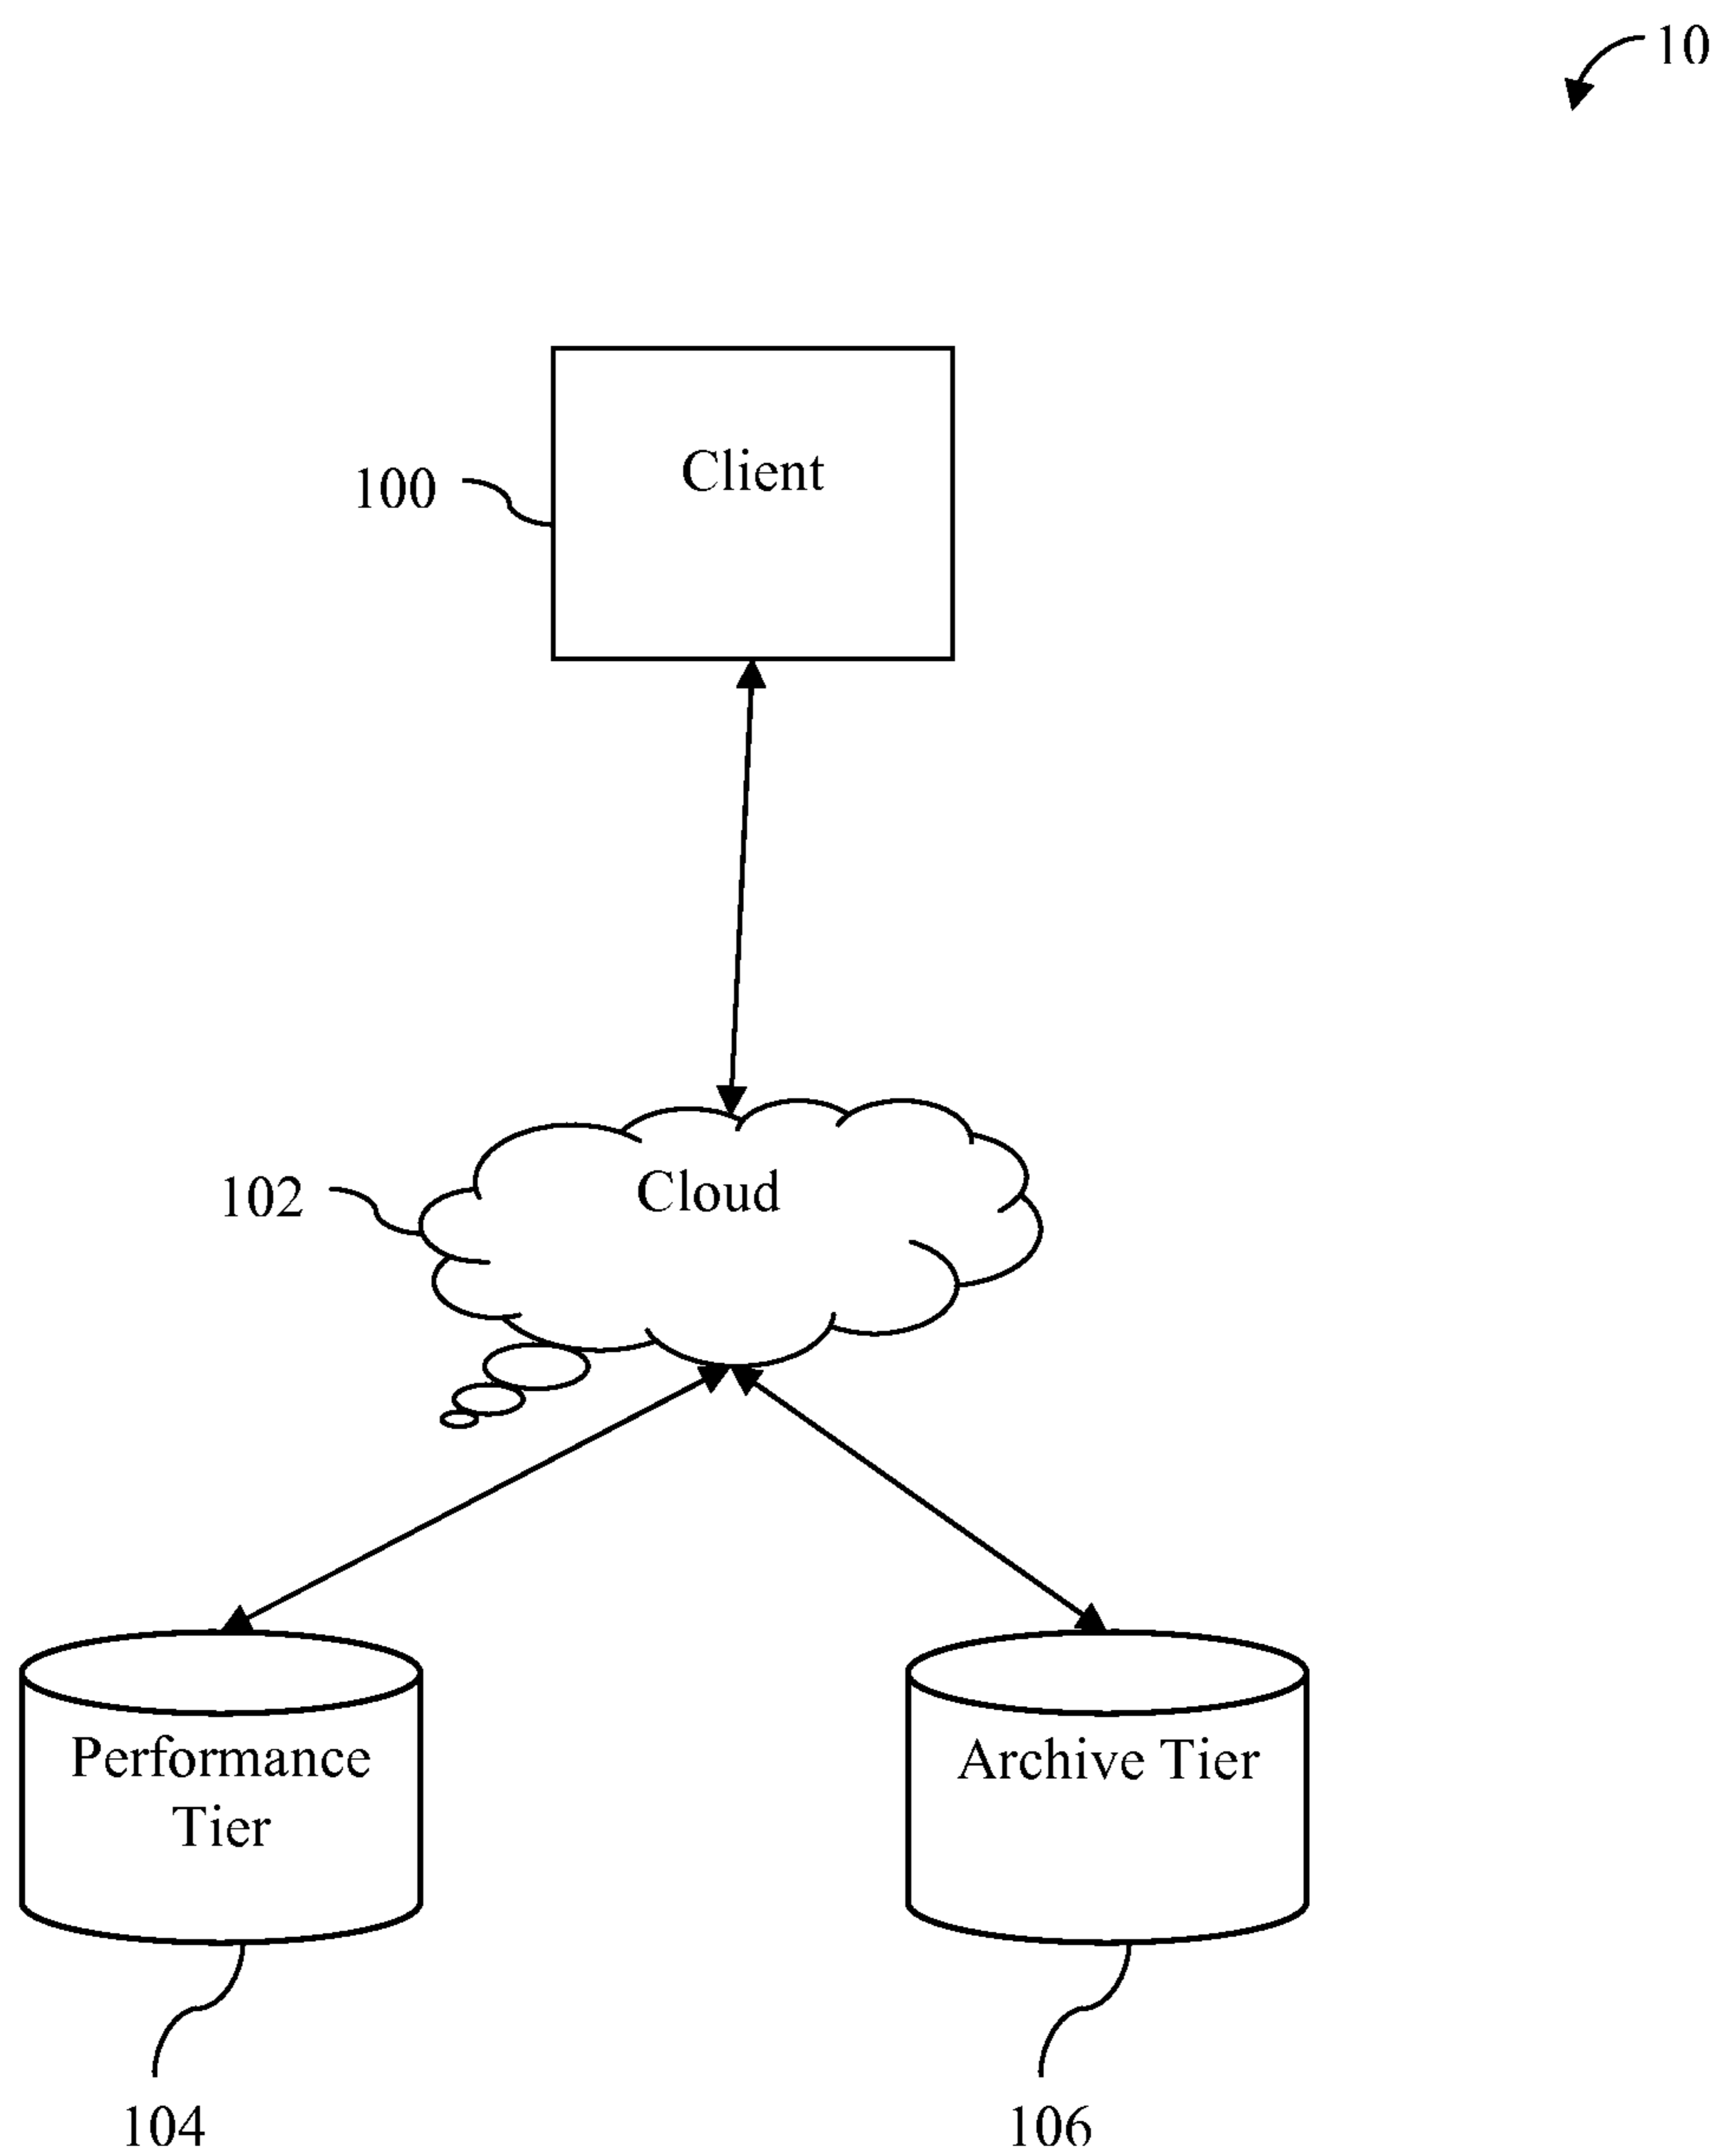 10
Client
100
Cloud
102
Performance
Tier
Archive Tier
104
106